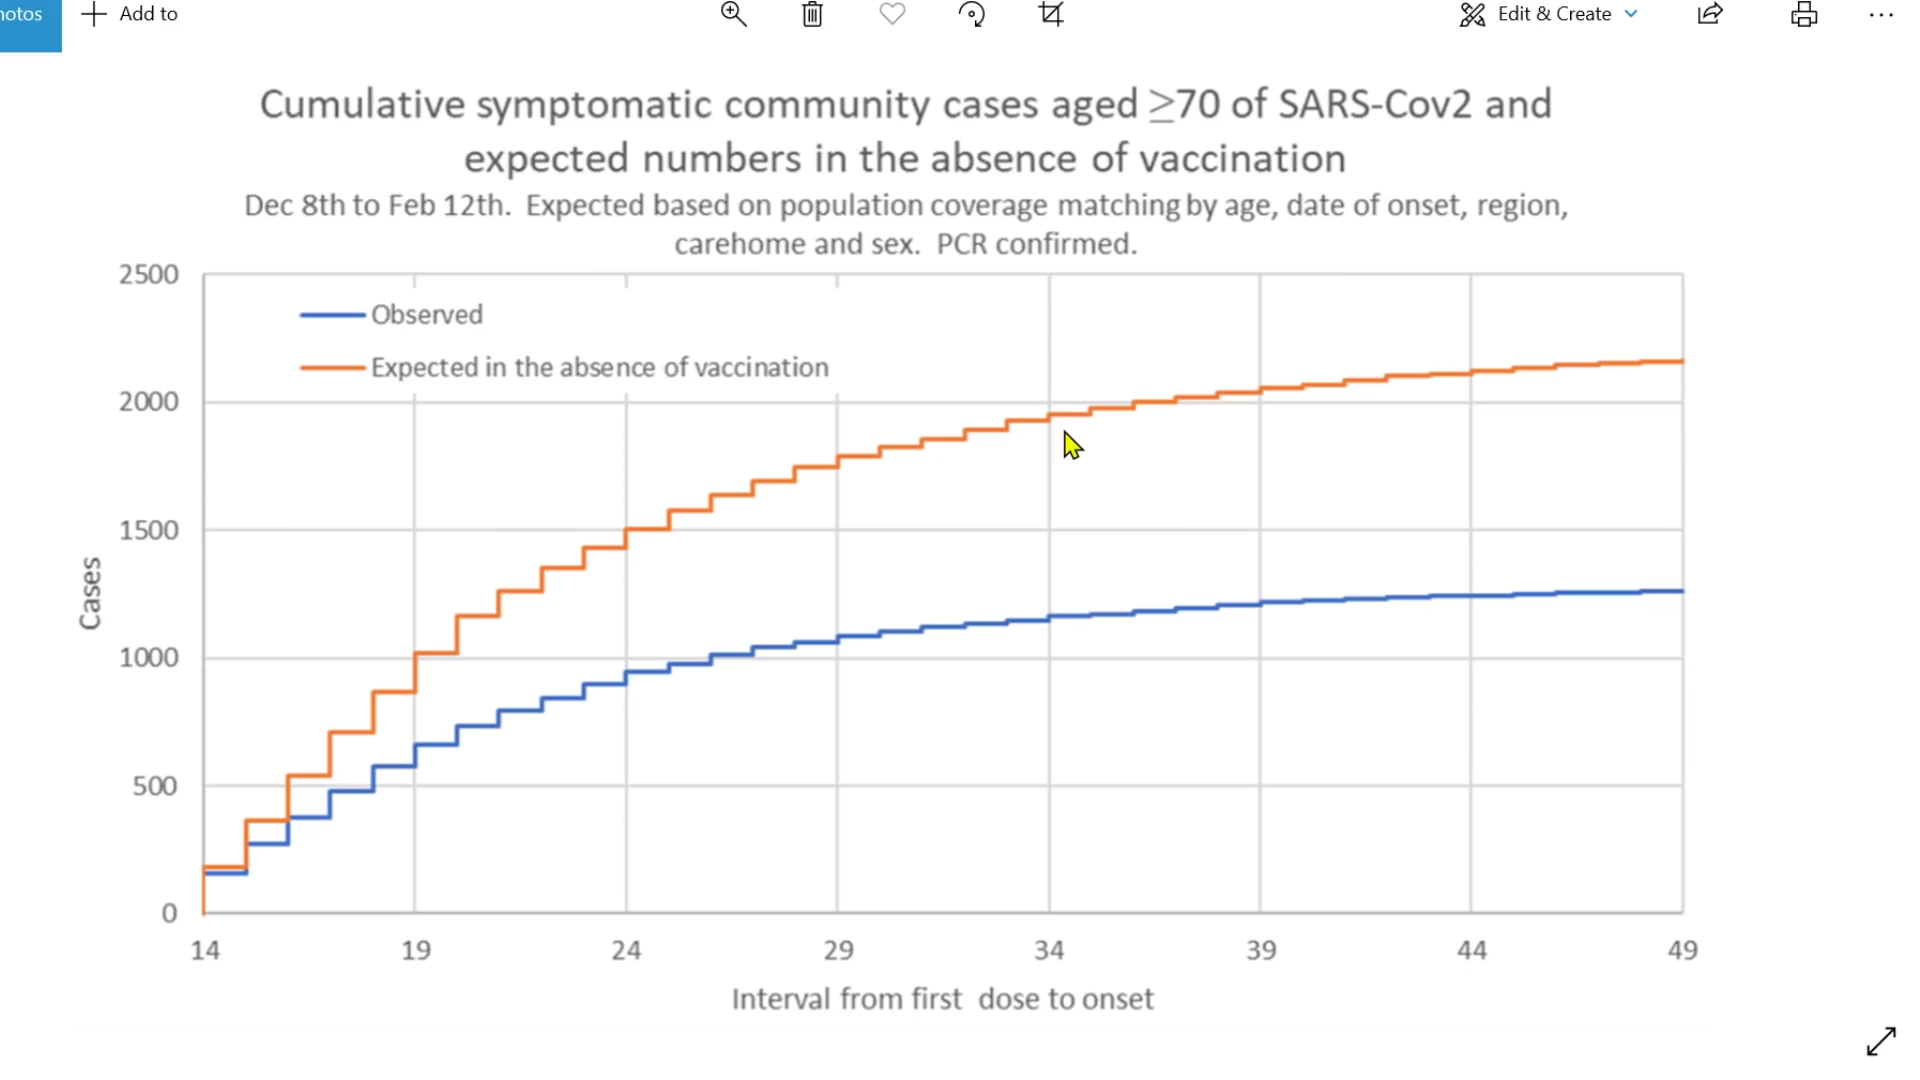 hotos
Add to
Edit & Create
Cumulative symptomatic community cases aged ≥70 of SARS-Cov2 and
expected numbers in the absence of vaccination
Dec 8th to Feb 12th. Expected based on population coverage matching by age, date of onset, region,
carehome and sex. PCR confirmed.
2500
2000
1500
1000
500
0
Cases
Observed
Expected in the absence of vaccination
14 19 24 29 34 39 44 49
Interval from first dose to onset